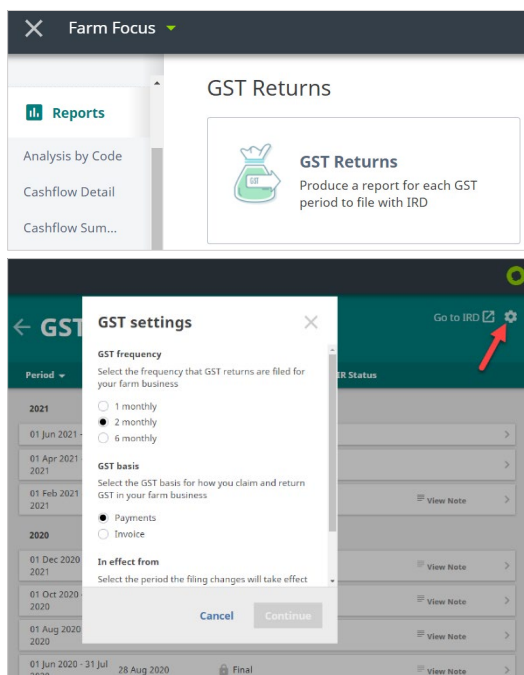 Farm Focus
GST Returns
Reports
Analysis by Code
Cashflow Detail
Cashflow Sum...
GST
GST Returns
Produce a report for each GST
period to file with IRD
GST
Go to IRD
Period
IR Status
GST settings
GST frequency
Select the frequency that GST returns are filed for
your farm business
1 monthly
2 monthly
6 monthly
GST basis
Select the GST basis for how you claim and return
GST in your farm business
Payments
Invoice
In effect from
Select the period the filing changes will take effect
Cancel
Continue
2021
01 Jun 2021 -
01 Apr 2021
2021
01 Feb 2021
2021
View Note
2020
01 Dec 2020
2021
View Note
01 Oct 2020
2020
View Note
01 Aug 2020
2020
View Note
01 Jun 2020 - 31 Jul
28 Aug 2020
Final
View Note